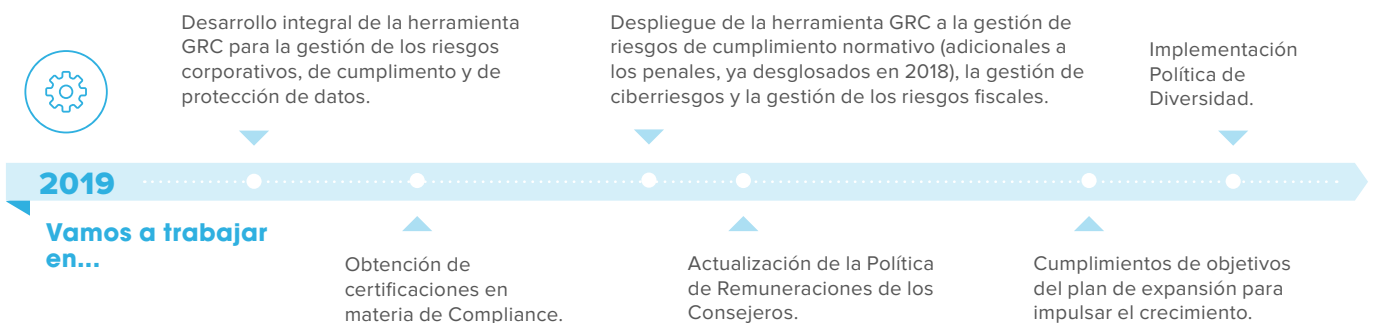 Desarrollo integral de la herramienta
GRC para la gestión de los riesgos
corporativos, de cumplimento y de
protección de datos.
Despliegue de la herramienta GRC a la gestión de
riesgos de cumplimiento normativo (adicionales a
los penales, ya desglosados en 2018), la gestión de
ciberriesgos y la gestión de los riesgos fiscales.
Implementación
Política de
Diversidad.
2019
Vamos a trabajar
en...
Obtención de
certificaciones en
materia de Compliance.
Actualización de la Política
de Remuneraciones de los
Consejeros.
Cumplimientos de objetivos
del plan de expansión para
impulsar el crecimiento.